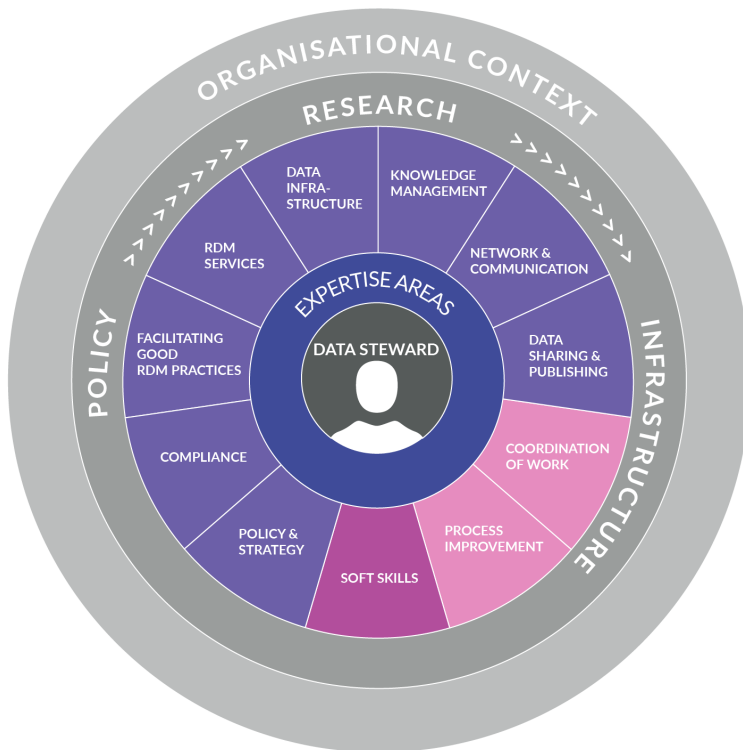 ORGANISATIONAL CONTEXT
RESEARCH
POLICY
INFRASTRUCTURE
DATA
INFRA-
STRUCTURE
KNOWLEDGE
MANAGEMENT
NETWORK &
COMMUNICATION
DATA
SHARING &
PUBLISHING
COORDINATION
OF WORK
PROCESS
IMPROVEMENT
SOFT SKILLS
POLICY &
STRATEGY
COMPLIANCE
FACILITATING
GOOD
RDM PRACTICES
RDM
SERVICES
EXPERTISE AREAS
DATA STEWARD